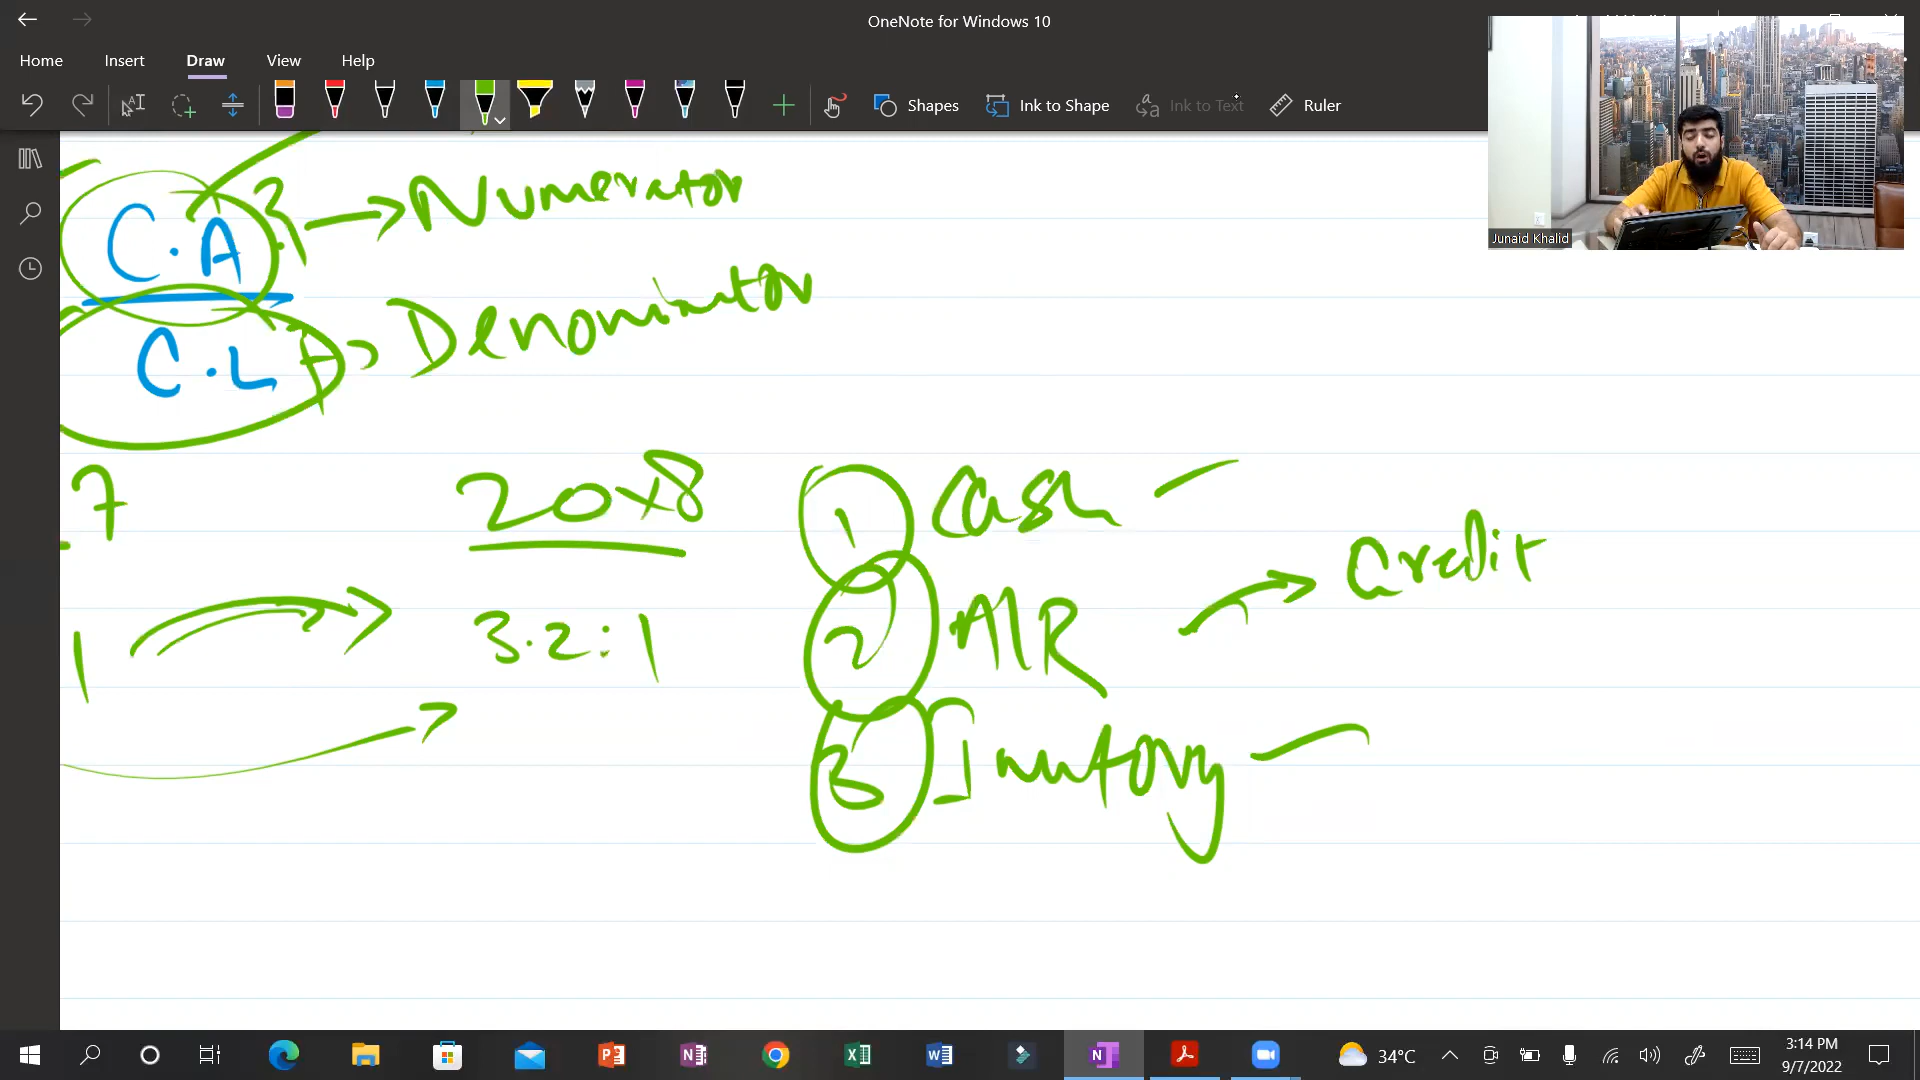 OneNote for Windows 10
Home Insert Draw View Help
Shapes Ink to Shape Ink to Text Ruler
Junaid Khalid
C.A → Numerator
C.L → Denominator
7 20x8 1 Cash
→ Credit
1 3.2:1 2 A/R
3 Inventory
34°C
3:14 PM
9/7/2022